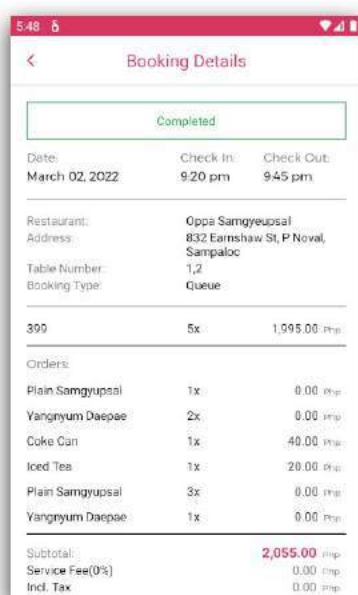 5:48
Booking Details
Completed
Date: Check In: Check Out:
March 02, 2022 9:20 pm 9:45 pm
Restaurant: Oppa Samgyeupsal
Address: 832 Earnshaw St, P Noval,
Sampaloc
Table Number: 1,2
Booking Type: Queue
399 5x 1,995.00 Php
Orders:
Plain Samgyupsal 1x 0.00 Php
Yangnyum Daepae 2x 0.00 Php
Coke Can 1x 40.00 Php
Iced Tea 1x 20.00 Php
Plain Samgyupsal 3x 0.00 Php
Yangnyum Daepae 1x 0.00 Php
Subtotal: 2,055.00 Php
Service Fee(0%) 0.00 Php
Incl. Tax 0.00 Php